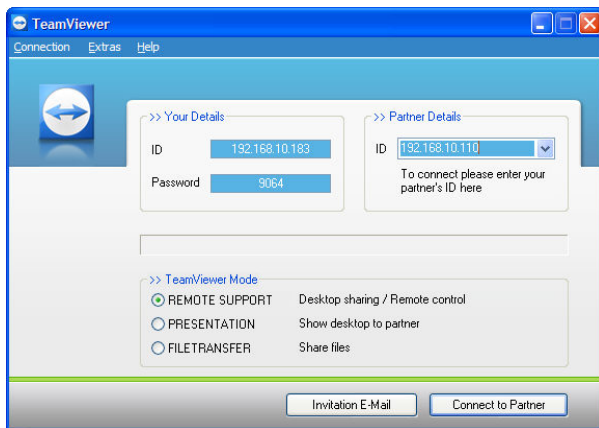 TeamViewer
Connection Extras Help
>> Your Details
ID 192.168.10.183
Password 9064
>> Partner Details
ID 192.168.10.110
To connect please enter your
partner's ID here
>> TeamViewer Mode
REMOTE SUPPORT Desktop sharing / Remote control
PRESENTATION Show desktop to partner
FILETRANSFER Share files
Invitation E-Mail Connect to Partner